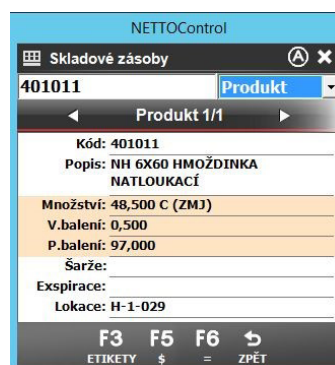 NETTOControl
Skladové zásoby A
401011 Produkt
Produkt 1/1
Kód: 401011
Popis: NH 6X60 HMOŽDINKA
NATLOUKACÍ
Množství: 48,500 C (ZMJ)
V.balení: 0,500
P.balení: 97,000
Šarže:
Exspirace:
Lokace: H-1-029
F3 F5 F6
ETIKETY $ = ZPĚT